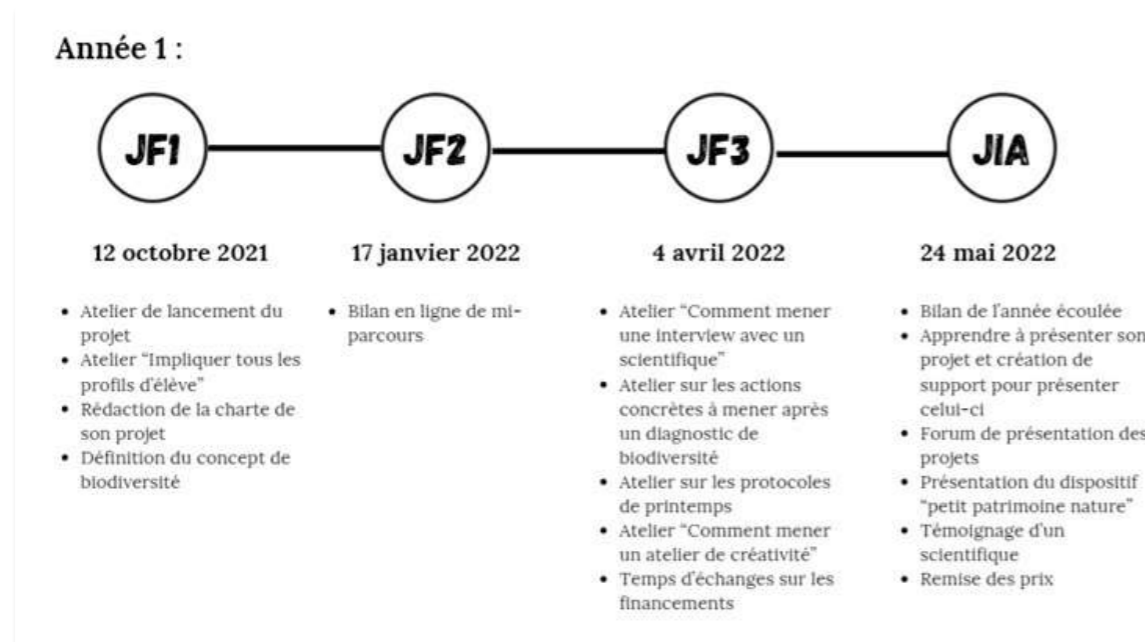 Année 1 :
JF1
JF2
JF3
JIA
12 octobre 2021
17 janvier 2022
4 avril 2022
24 mai 2022
• Atelier de lancement du
projet
• Atelier “Impliquer tous les
profils d’élève”
• Rédaction de la charte de
son projet
• Définition du concept de
biodiversité
• Bilan en ligne de mi-
parcours
• Atelier “Comment mener
une interview avec un
scientifique”
• Atelier sur les actions
concrètes à mener après
un diagnostic de
biodiversité
• Atelier sur les protocoles
de printemps
• Atelier “Comment mener
un atelier de créativité”
• Temps d’échanges sur les
financements
• Bilan de l’année écoulée
• Apprendre à présenter son
projet et création de
support pour présenter
celui-ci
• Forum de présentation des
projets
• Présentation du dispositif
“petit patrimoine nature”
• Témoignage d’un
scientifique
• Remise des prix